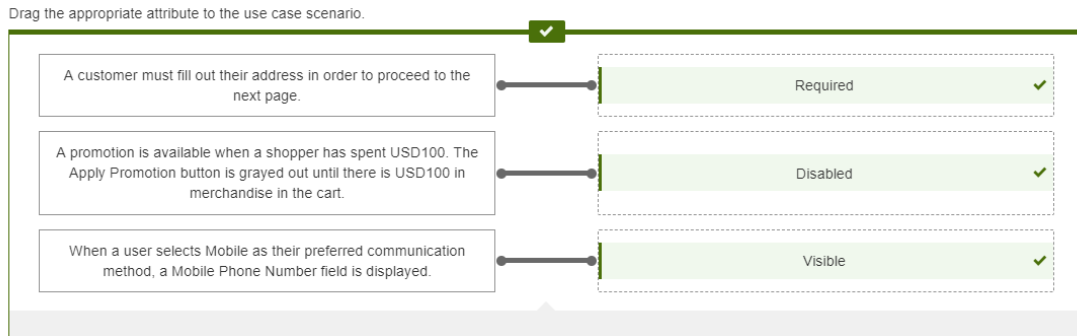 Drag the appropriate attribute to the use case scenario.
A customer must fill out their address in order to proceed to the
next page.
Required
A promotion is available when a shopper has spent USD100. The
Apply Promotion button is grayed out until there is USD100 in
merchandise in the cart.
Disabled
When a user selects Mobile as their preferred communication
method, a Mobile Phone Number field is displayed.
Visible